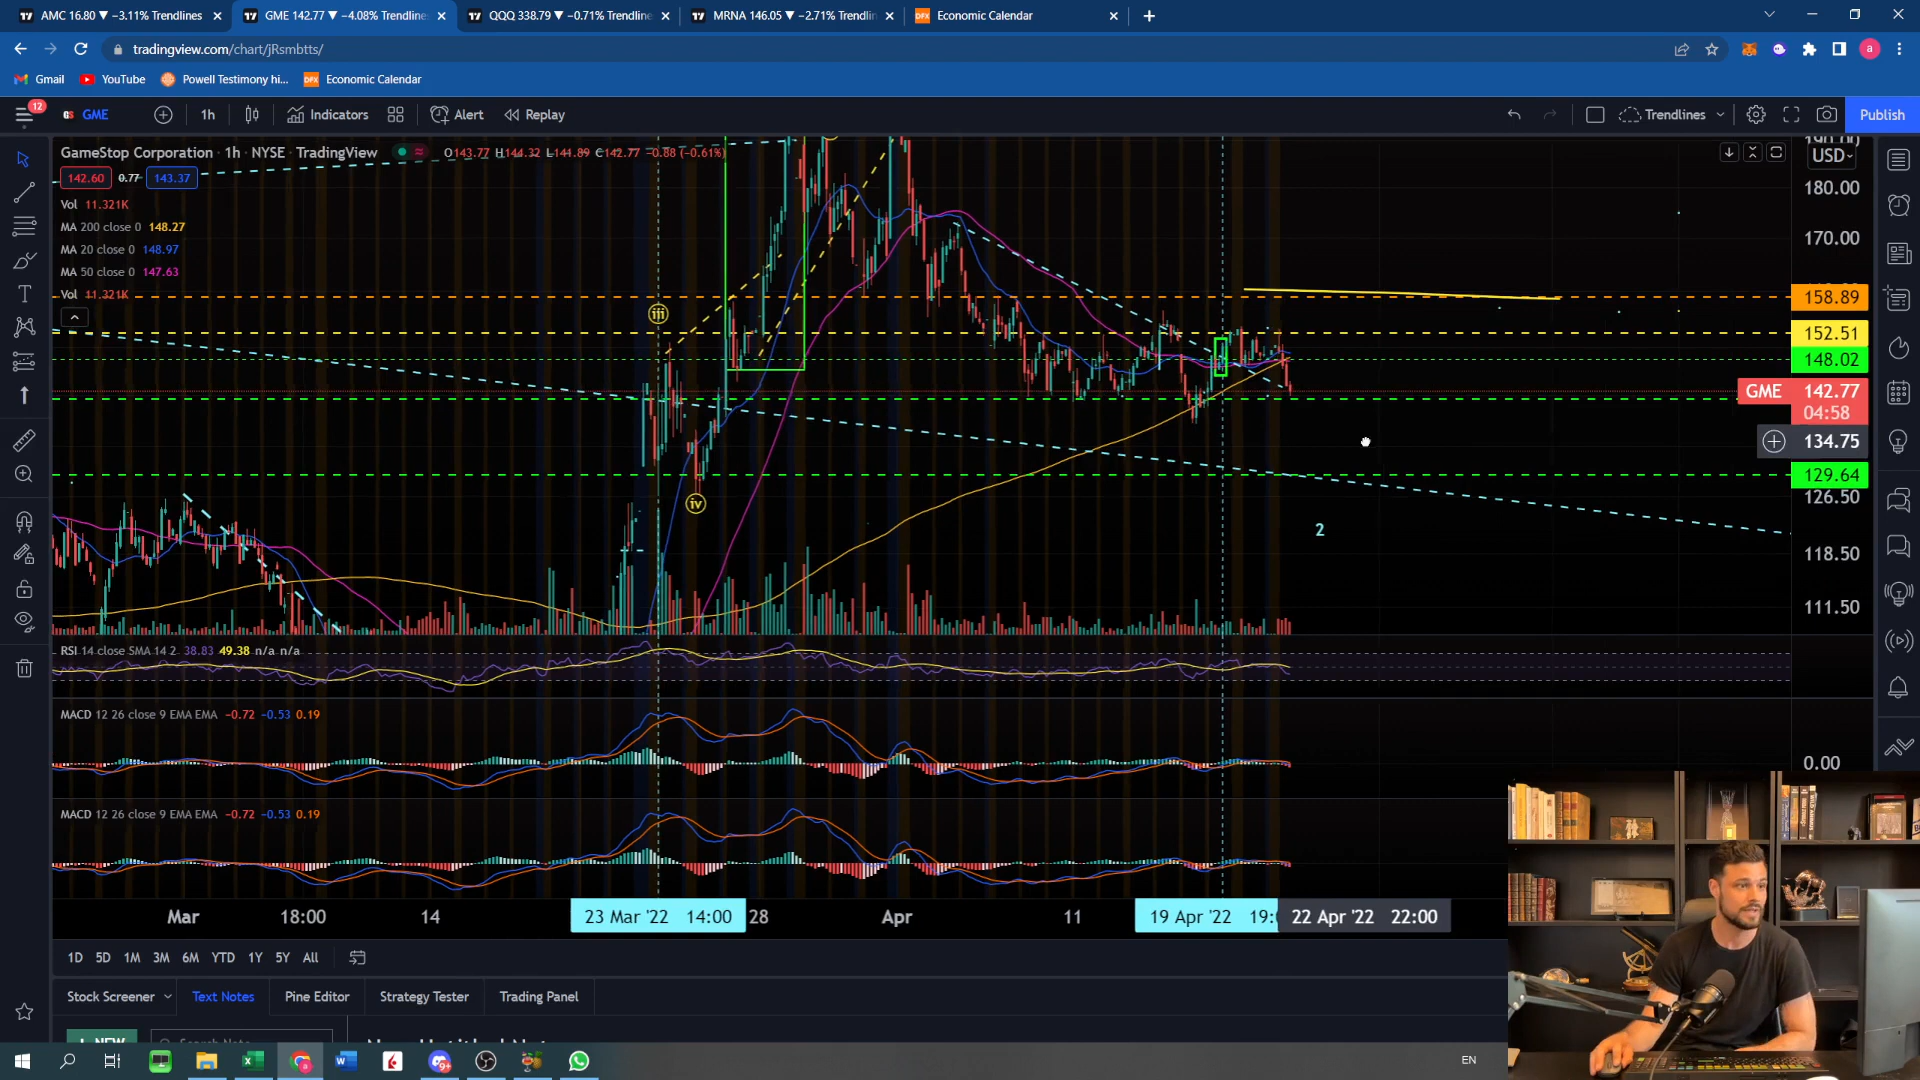 AMC 16.80 ▼ −3.11% Trendlines
GME 142.77 ▼ −4.08% Trendline
QQQ 338.79 ▼ −0.71% Trendline
MRNA 146.05 ▼ −2.71% Trendlin
Economic Calendar
tradingview.com/chart/jRsmbtts/
a
Gmail
YouTube
Powell Testimony hi...
Economic Calendar
12
GME
1h
Indicators
Alert
Replay
Trendlines
Publish
GameStop Corporation · 1h · NYSE · TradingView
O143.77 H144.32 L141.89 C142.77 −0.88 (−0.61%)
142.60 0.77 143.37
Vol 11.321K
MA 200 close 0 148.27
MA 20 close 0 148.97
MA 50 close 0 147.63
Vol 11.321K
iii
iv
2
190.00
USD
180.00
170.00
158.89
152.51
148.02
GME 142.77
04:58
134.75
129.64
126.50
118.50
111.50
RSI 14 close SMA 14 2 38.83 49.38 n/a n/a
MACD 12 26 close 9 EMA EMA −0.72 −0.53 0.19
0.00
MACD 12 26 close 9 EMA EMA −0.72 −0.53 0.19
Mar 18:00 14 23 Mar '22 14:00 28 Apr 11 19 Apr '22 22 Apr '22 22:00
1D 5D 1M 3M 6M YTD 1Y 5Y All
Stock Screener Text Notes Pine Editor Strategy Tester Trading Panel
NEW
Search Note
EN